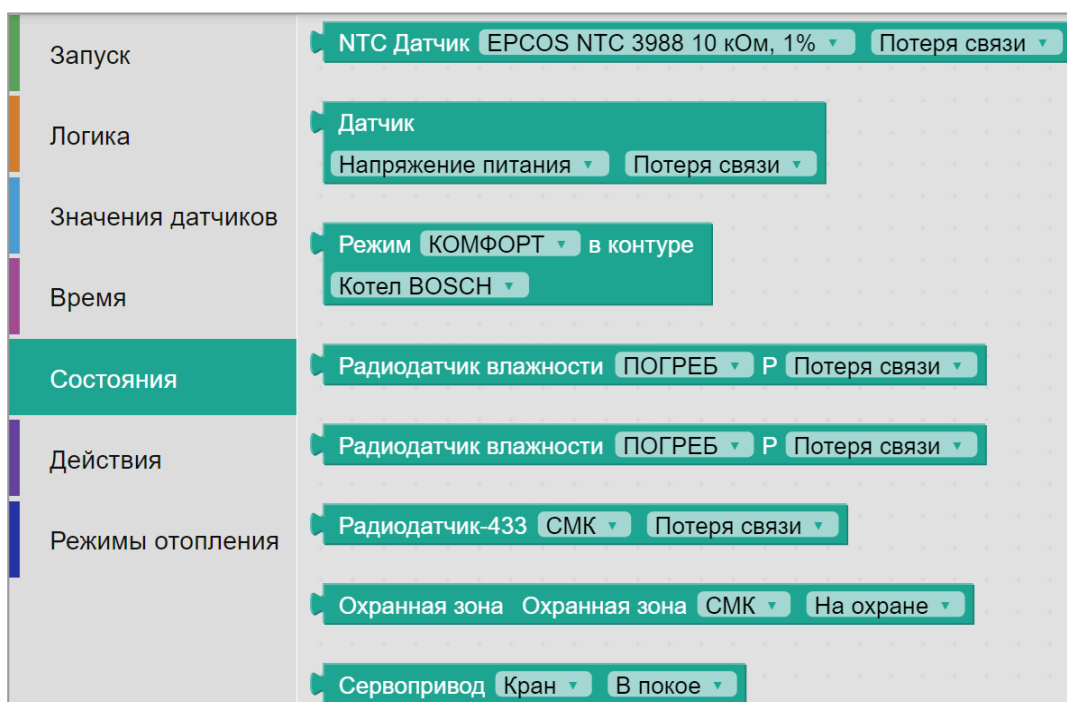 Запуск
Логика
Значения датчиков
Время
Состояния
Действия
Режимы отопления
NTC Датчик EPCOS NTC 3988 10 кОм, 1% Потеря связи
Датчик
Напряжение питания Потеря связи
Режим КОМФОРТ в контуре
Котел BOSCH
Радиодатчик влажности ПОГРЕБ Р Потеря связи
Радиодатчик влажности ПОГРЕБ Р Потеря связи
Радиодатчик-433 СМК Потеря связи
Охранная зона Охранная зона СМК На охране
Сервопривод Кран В покое